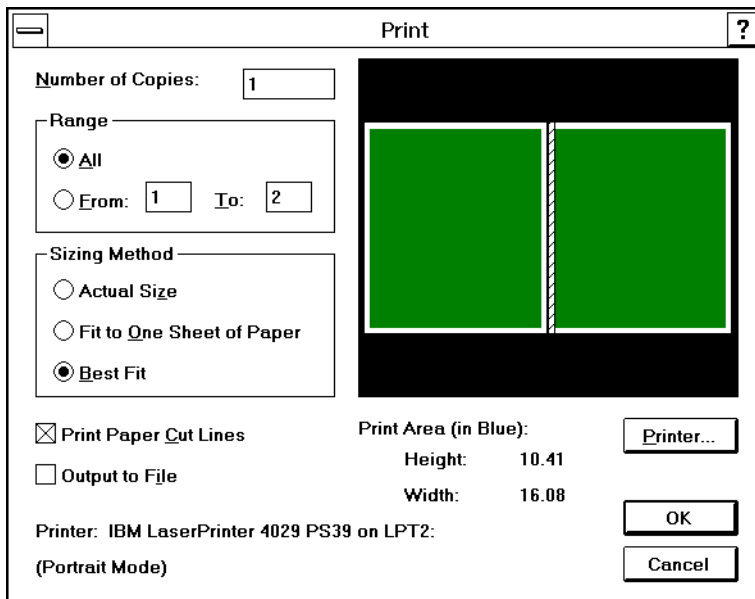 Print
?
Number of Copies: 1
Range
All
From: 1 To: 2
Sizing Method
Actual Size
Fit to One Sheet of Paper
Best Fit
Print Paper Cut Lines
Output to File
Print Area (in Blue):
Height: 10.41
Width: 16.08
Printer...
OK
Cancel
Printer: IBM LaserPrinter 4029 PS39 on LPT2:
(Portrait Mode)